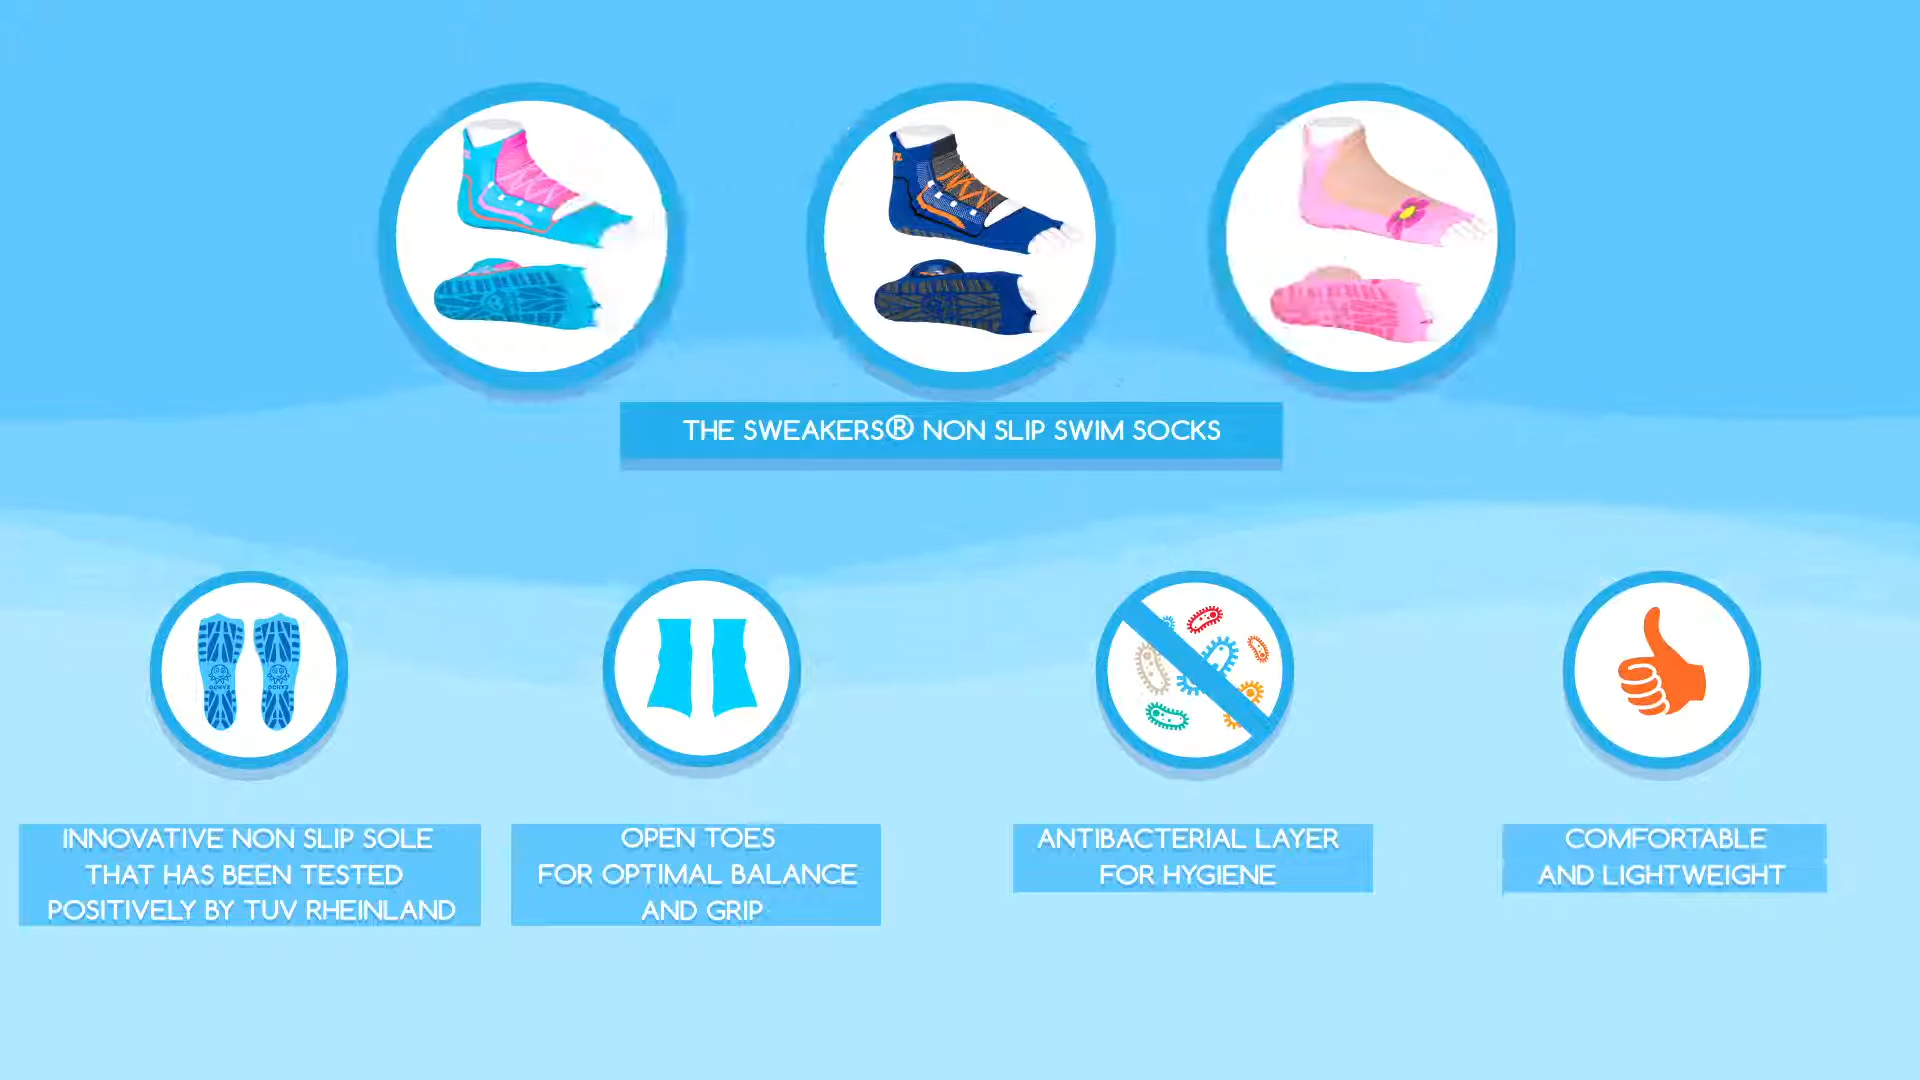 THE SWEAKERS® NON SLIP SWIM SOCKS
INNOVATIVE NON SLIP SOLE
THAT HAS BEEN TESTED
POSITIVELY BY TUV RHEINLAND
OPEN TOES
FOR OPTIMAL BALANCE
AND GRIP
ANTIBACTERIAL LAYER
FOR HYGIENE
COMFORTABLE
AND LIGHTWEIGHT